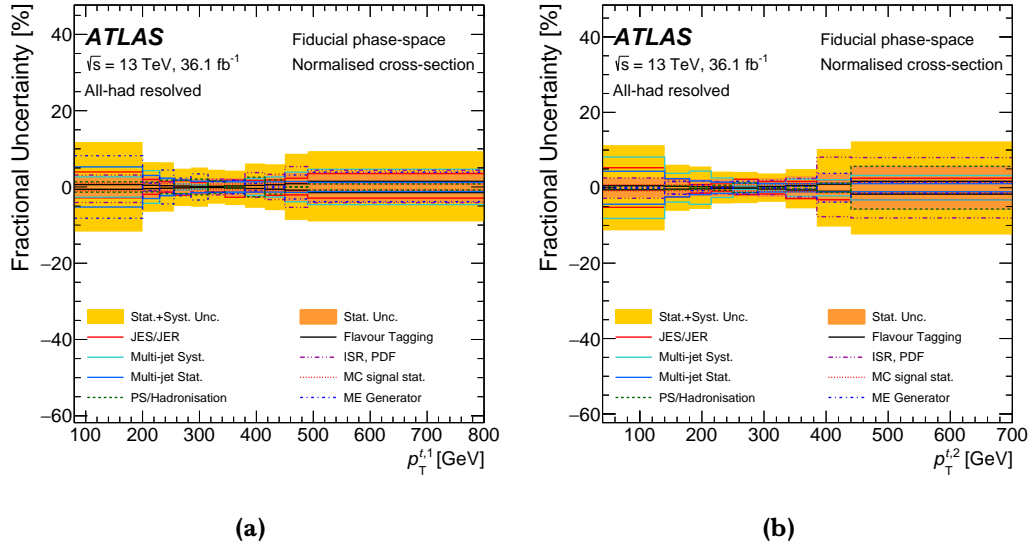 Fractional Uncertainty [%]
ATLAS
√s = 13 TeV, 36.1 fb⁻¹
All-had resolved
Fiducial phase-space
Normalised cross-section
40
20
0
−20
−40
−60
Stat.+Syst. Unc.
Stat. Unc.
JES/JER
Flavour Tagging
Multi-jet Syst.
ISR, PDF
Multi-jet Stat.
MC signal stat.
PS/Hadronisation
ME Generator
100 200 300 400 500 600 700 800
p_T^{t,1} [GeV]
(a)
Fractional Uncertainty [%]
ATLAS
√s = 13 TeV, 36.1 fb⁻¹
All-had resolved
Fiducial phase-space
Normalised cross-section
40
20
0
−20
−40
−60
Stat.+Syst. Unc.
Stat. Unc.
JES/JER
Flavour Tagging
Multi-jet Syst.
ISR, PDF
Multi-jet Stat.
MC signal stat.
PS/Hadronisation
ME Generator
100 200 300 400 500 600 700
p_T^{t,2} [GeV]
(b)